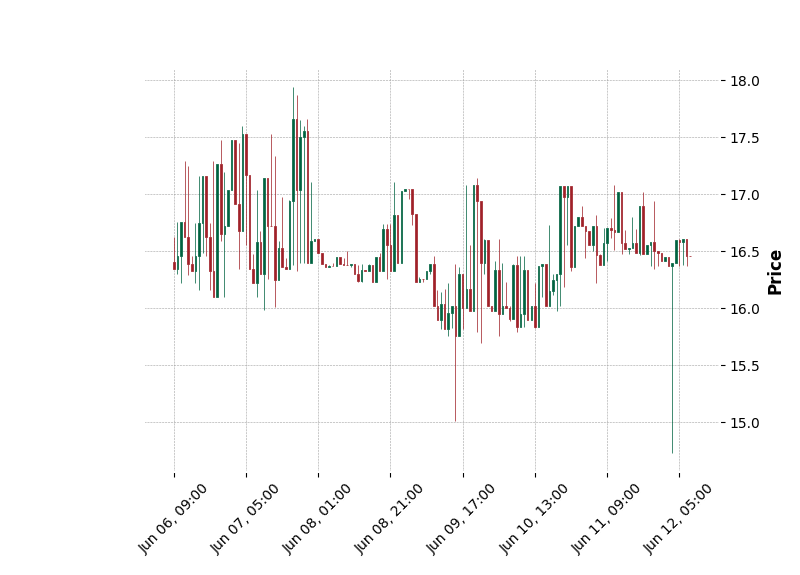 18.0
17.5
17.0
16.5
16.0
15.5
15.0
Price
Jun 06, 09:00
Jun 07, 05:00
Jun 08, 01:00
Jun 08, 21:00
Jun 09, 17:00
Jun 10, 13:00
Jun 11, 09:00
Jun 12, 05:00